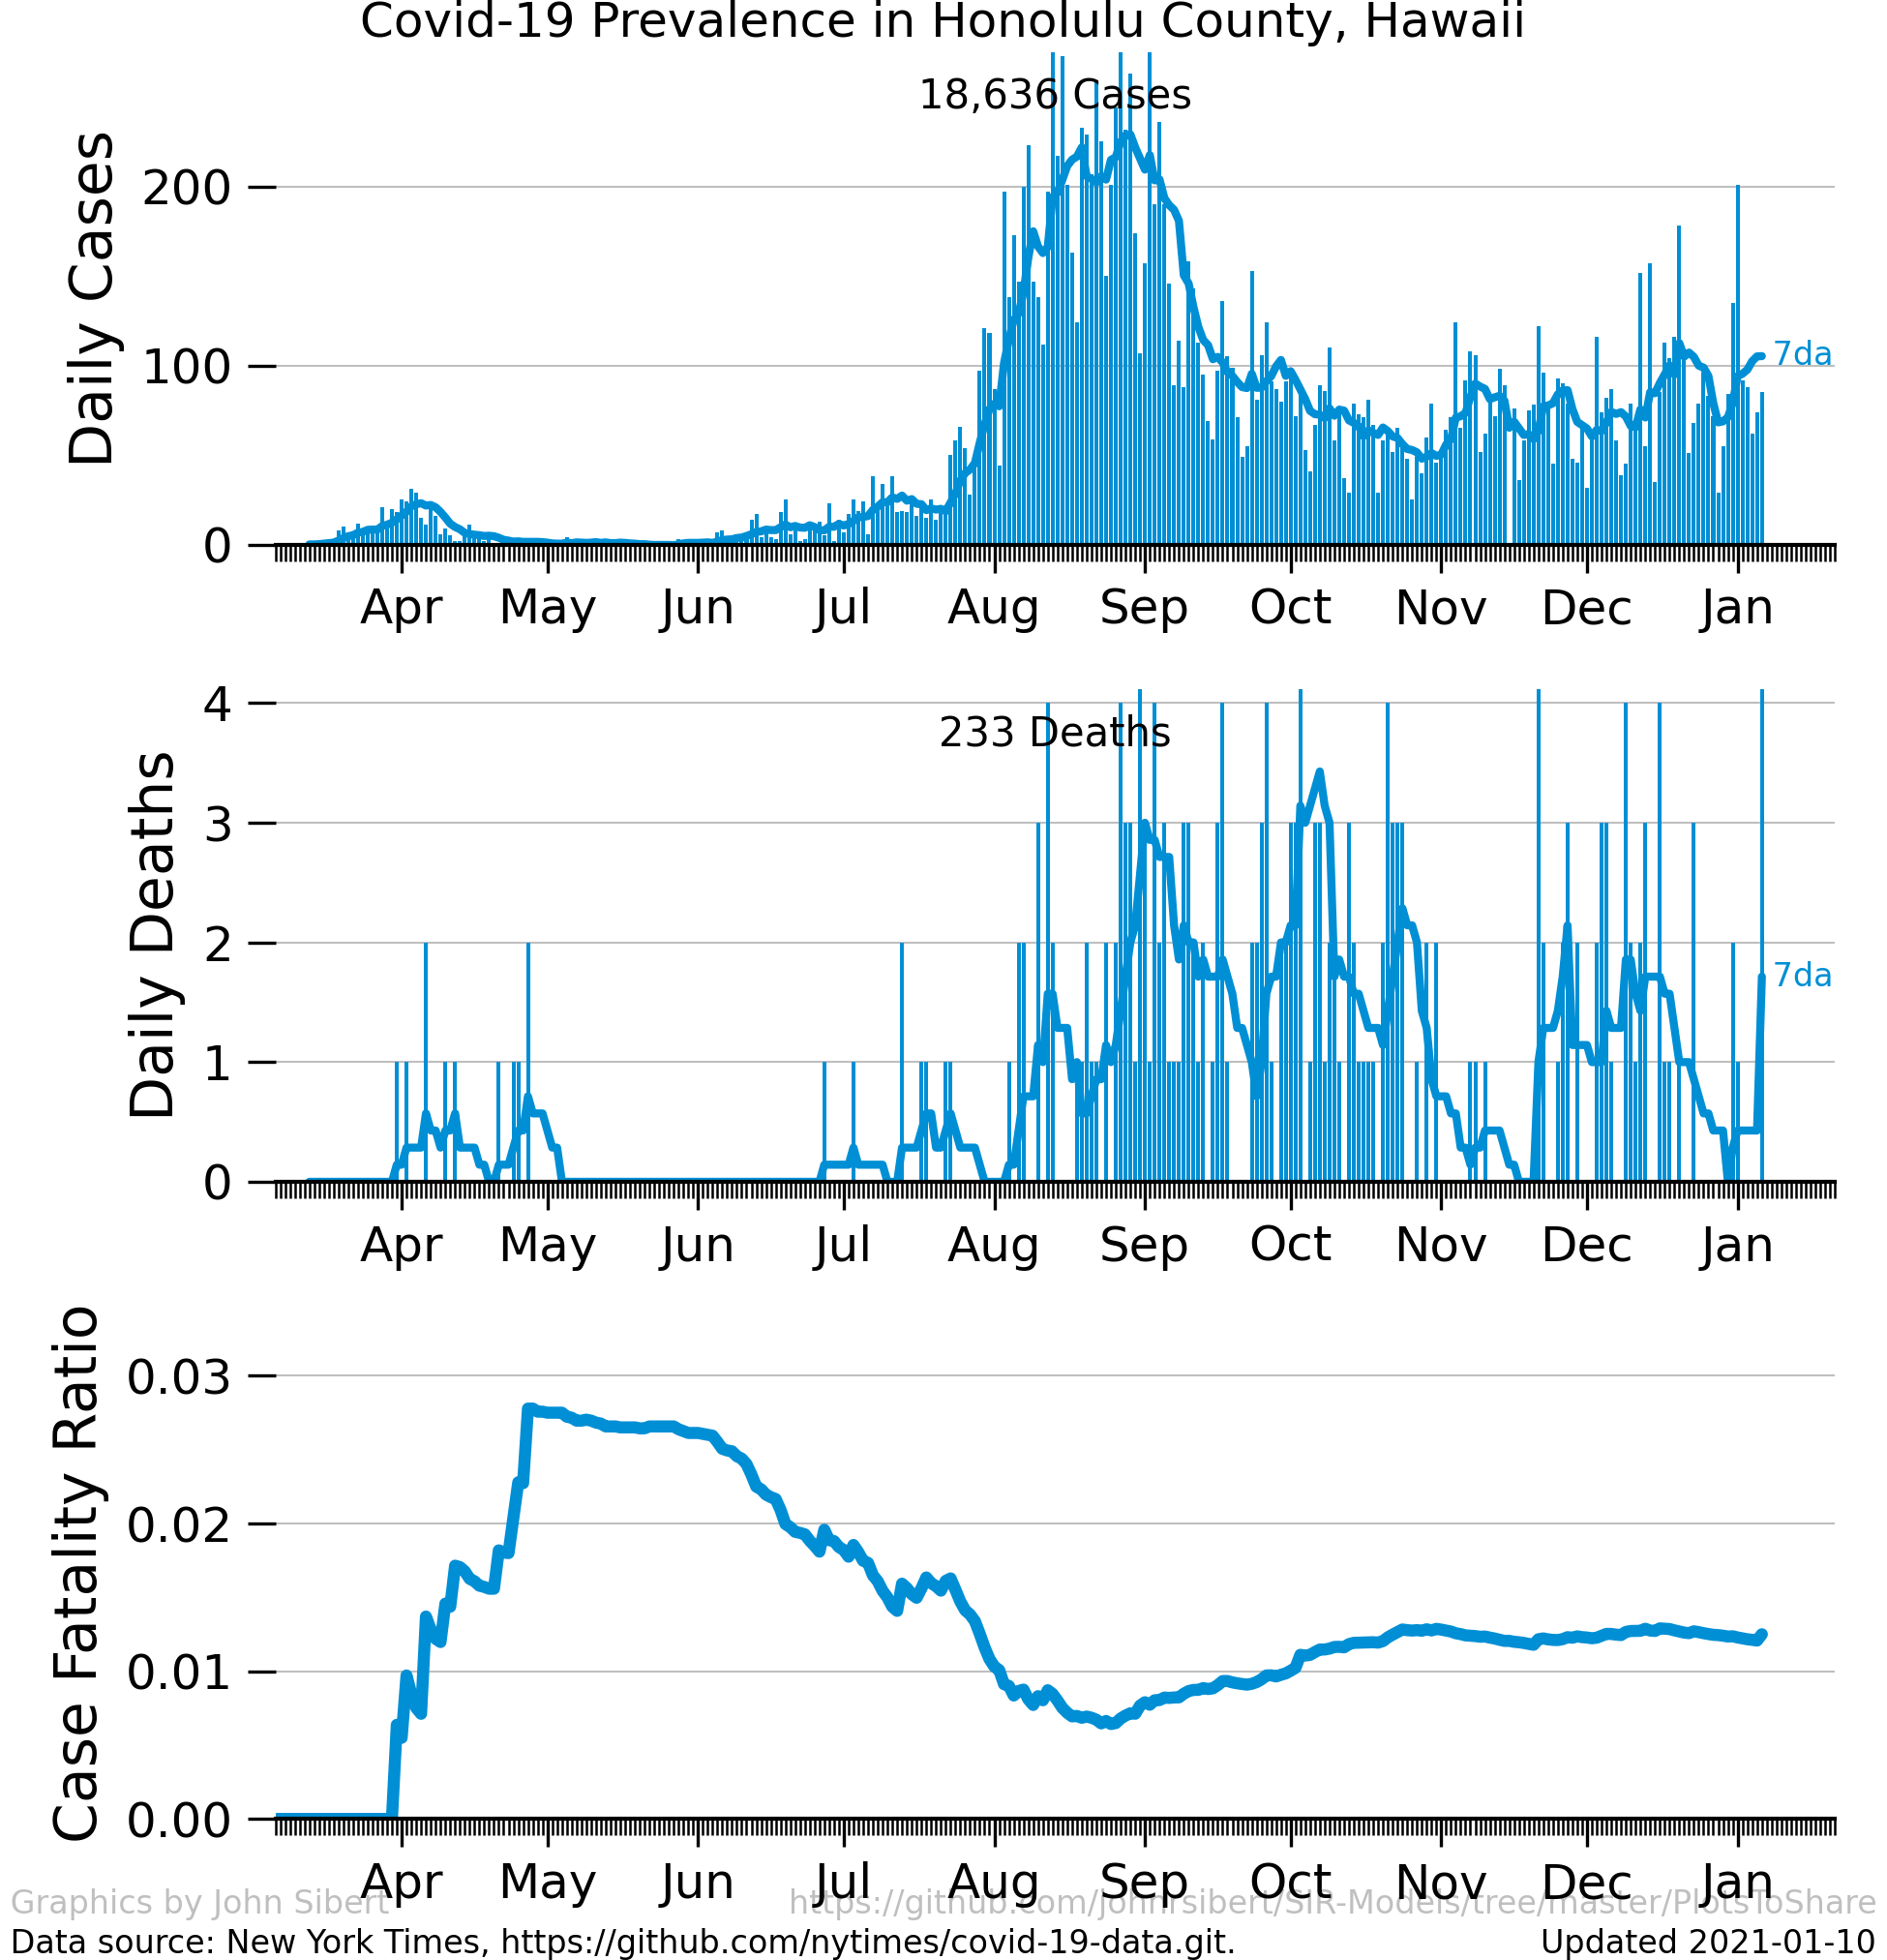 Covid-19 Prevalence in Honolulu County, Hawaii
18,636 Cases
Daily Cases
200
100
0
7da
Apr May Jun Jul Aug Sep Oct Nov Dec Jan
233 Deaths
Daily Deaths
4
3
2
1
0
7da
Apr May Jun Jul Aug Sep Oct Nov Dec Jan
Case Fatality Ratio
0.03
0.02
0.01
0.00
Apr May Jun Jul Aug Sep Oct Nov Dec Jan
Graphics by John Sibert https://github.com/johnrsibert/SIR-Models/tree/master/PlotsToShare
Data source: New York Times, https://github.com/nytimes/covid-19-data.git. Updated 2021-01-10